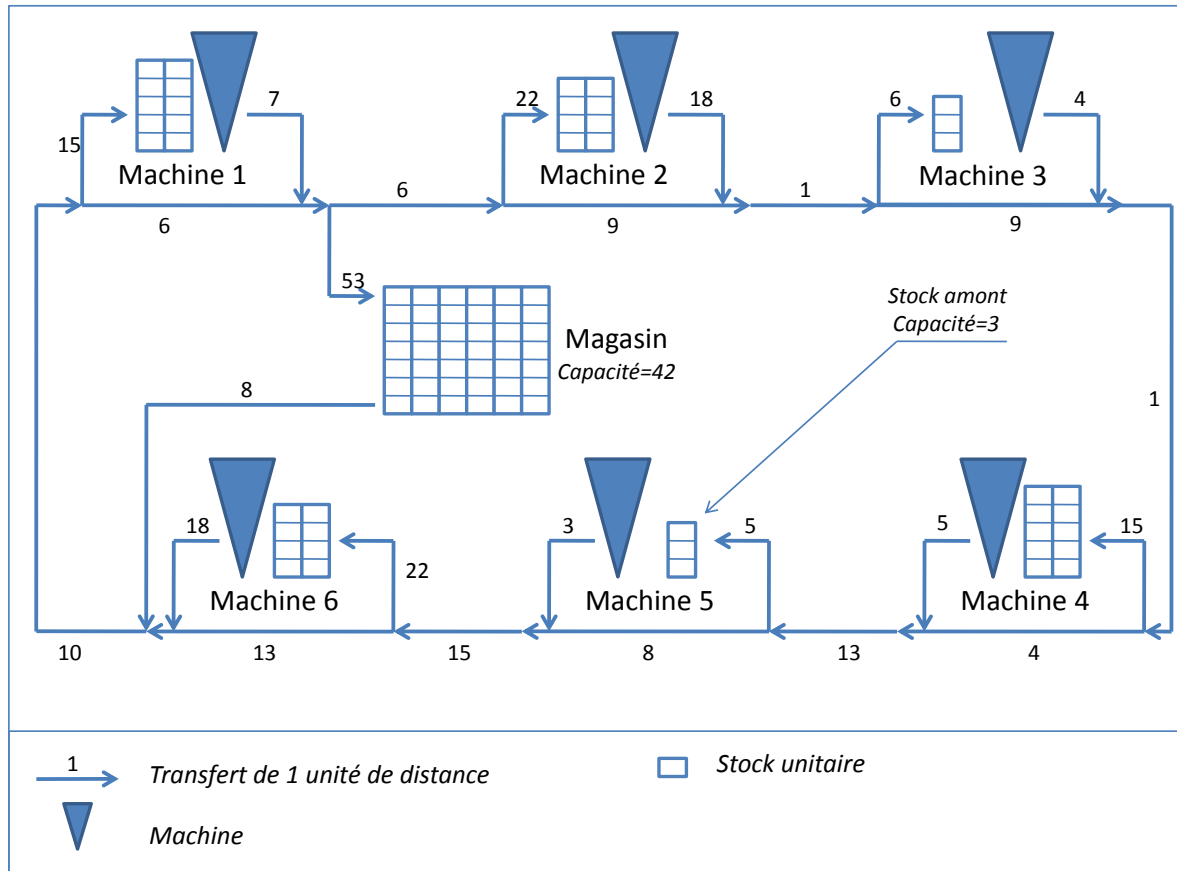 7
22
18
6
4
15
Machine 1
Machine 2
Machine 3
6
6
9
1
9
53
Stock amont
Capacité=3
Magasin
Capacité=42
8
1
18
3
5
5
15
22
Machine 6
Machine 5
Machine 4
10
13
15
8
13
4
1
Transfert de 1 unité de distance
Stock unitaire
Machine